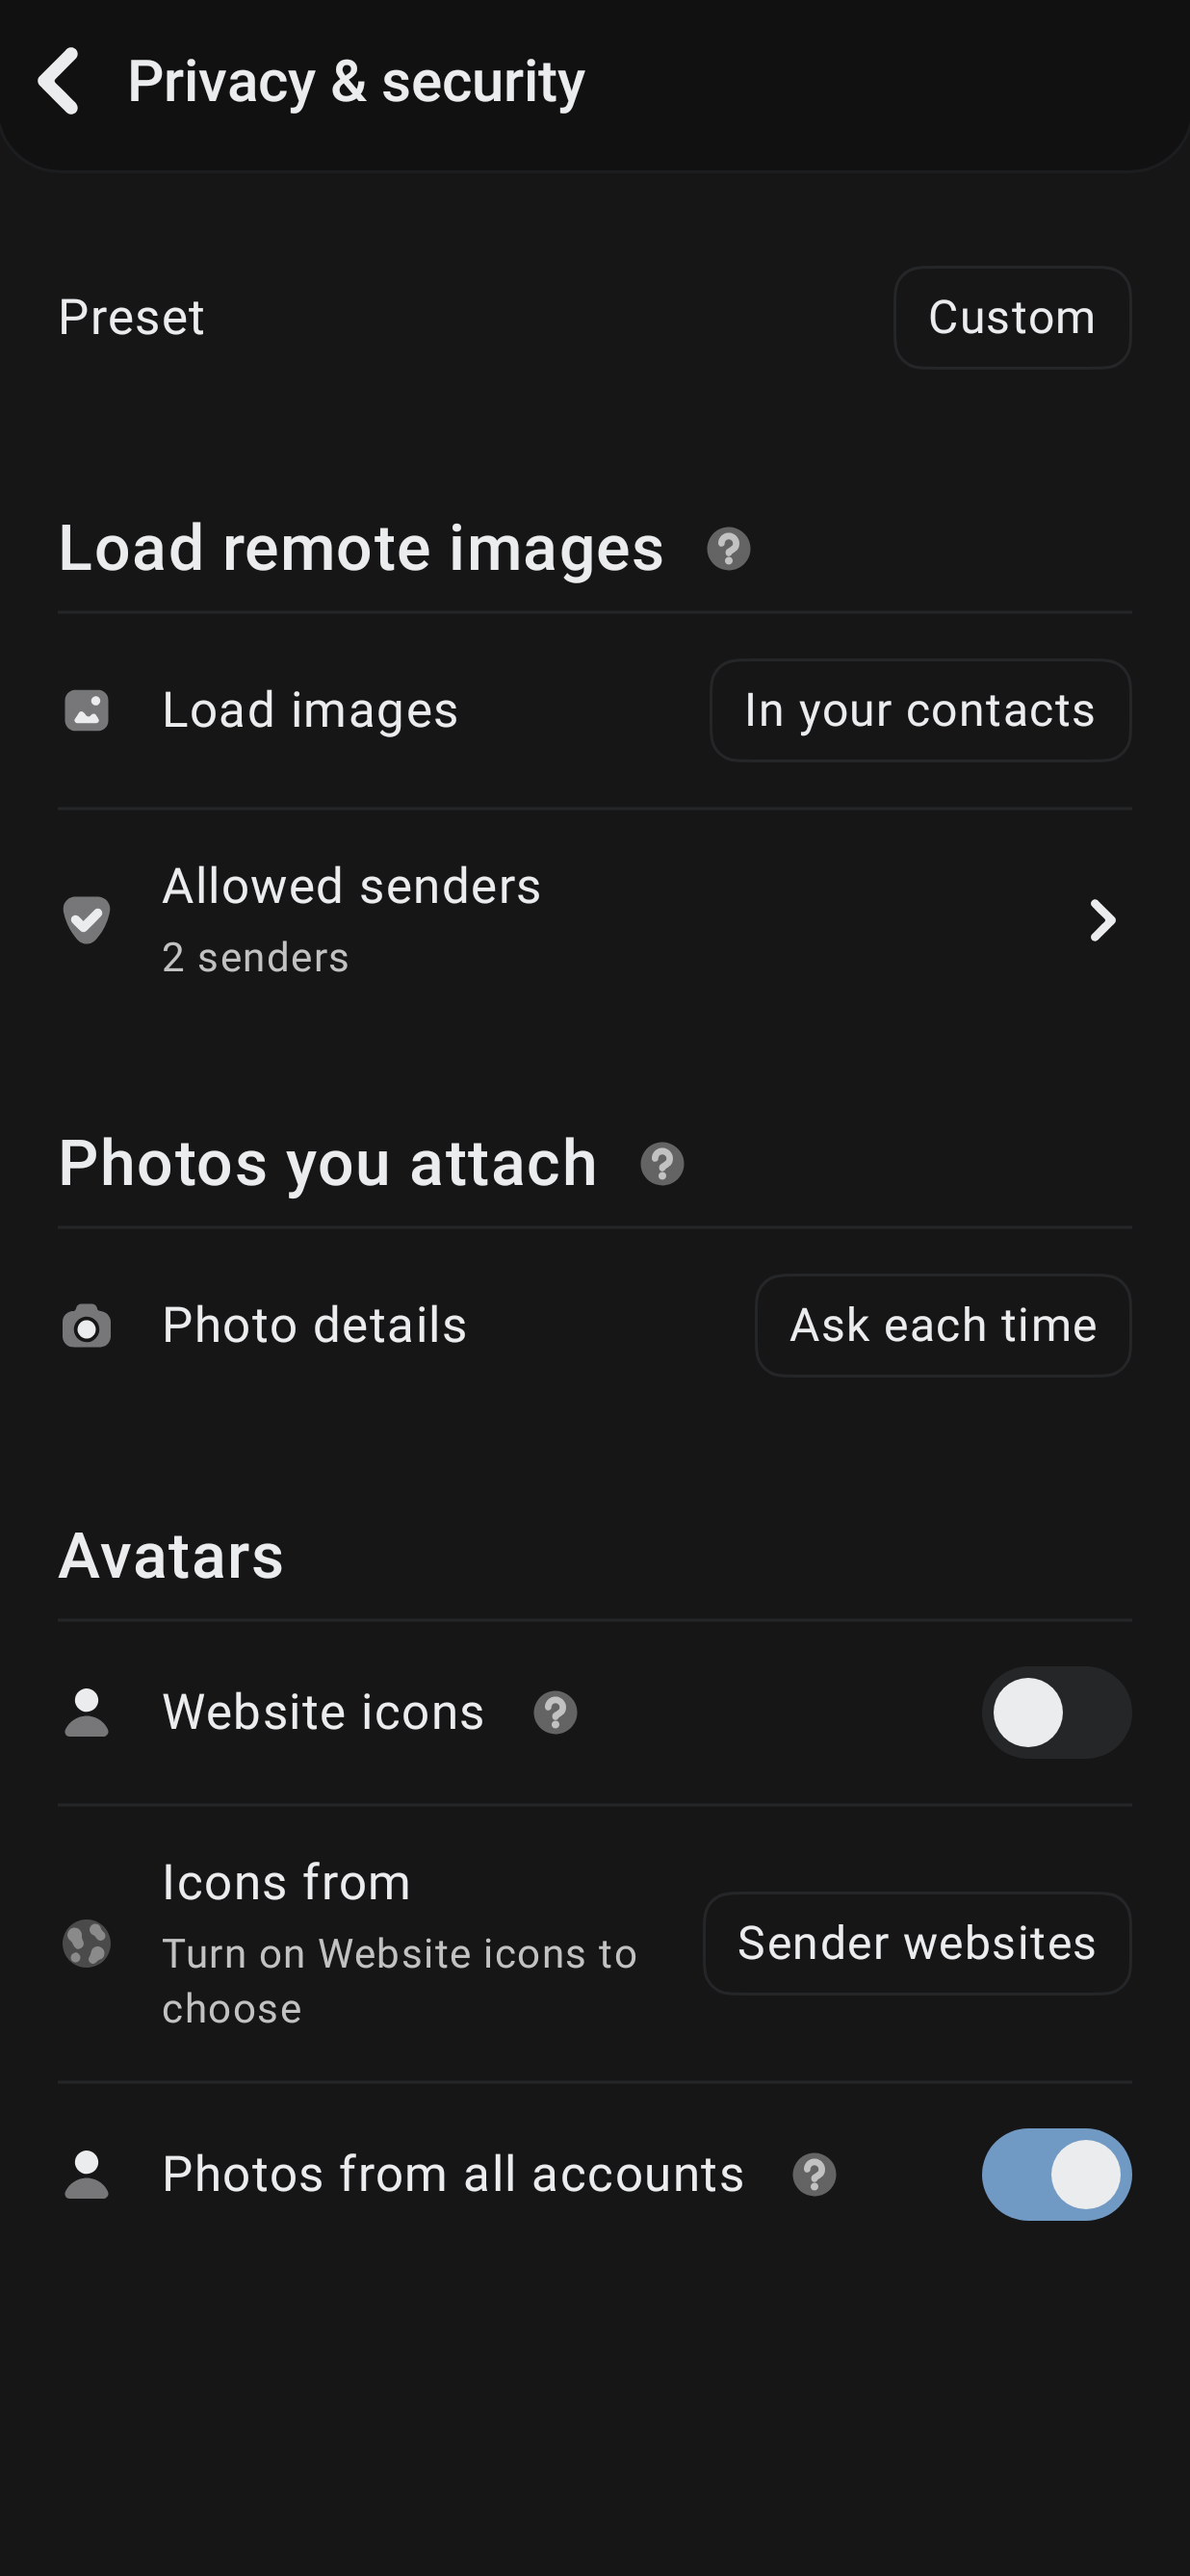 Privacy & security
Preset
Custom
Load remote images
Load images
In your contacts
Allowed senders
2 senders
Photos you attach
Photo details
Ask each time
Avatars
Website icons
Icons from
Turn on Website icons to
choose
Sender websites
Photos from all accounts